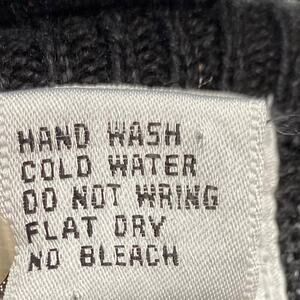 HAND WASH
COLD WATER
DO NOT WRING
FLAT DRY
NO BLEACH